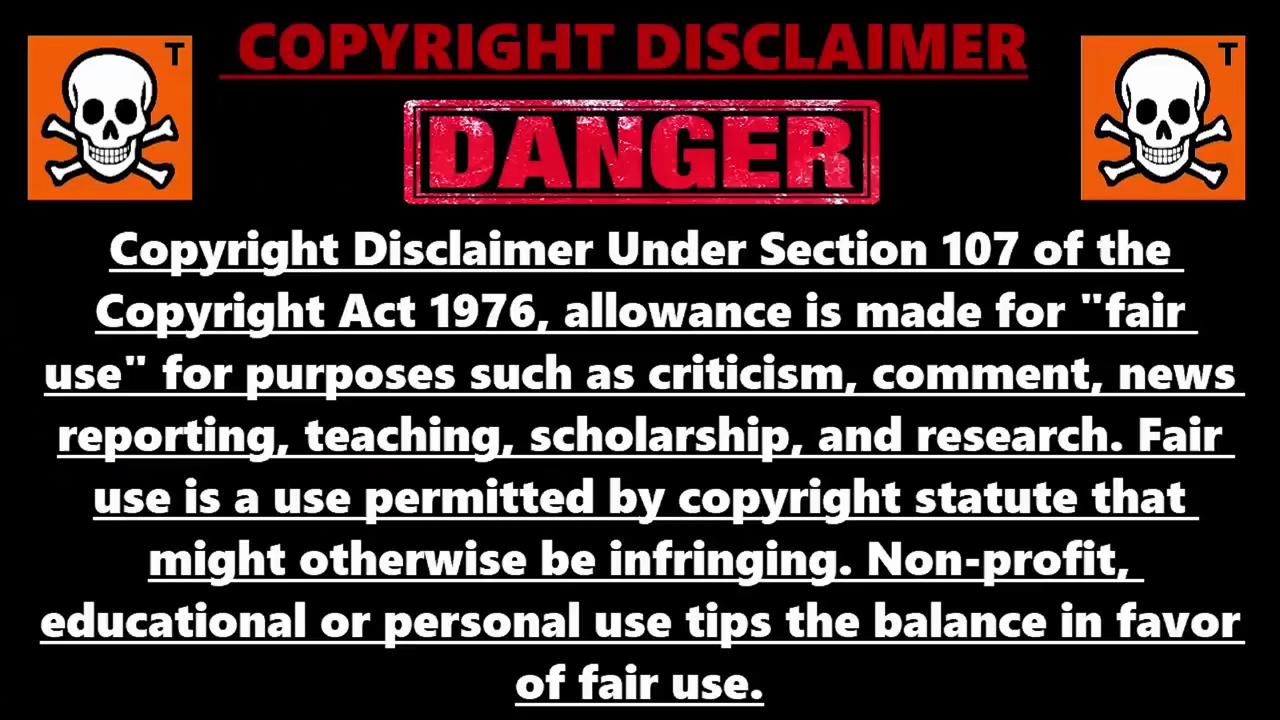 T
COPYRIGHT DISCLAIMER
T
DANGER
Copyright Disclaimer Under Section 107 of the
Copyright Act 1976, allowance is made for "fair
use" for purposes such as criticism, comment, news
reporting, teaching, scholarship, and research. Fair
use is a use permitted by copyright statute that
might otherwise be infringing. Non-profit,
educational or personal use tips the balance in favor
of fair use.